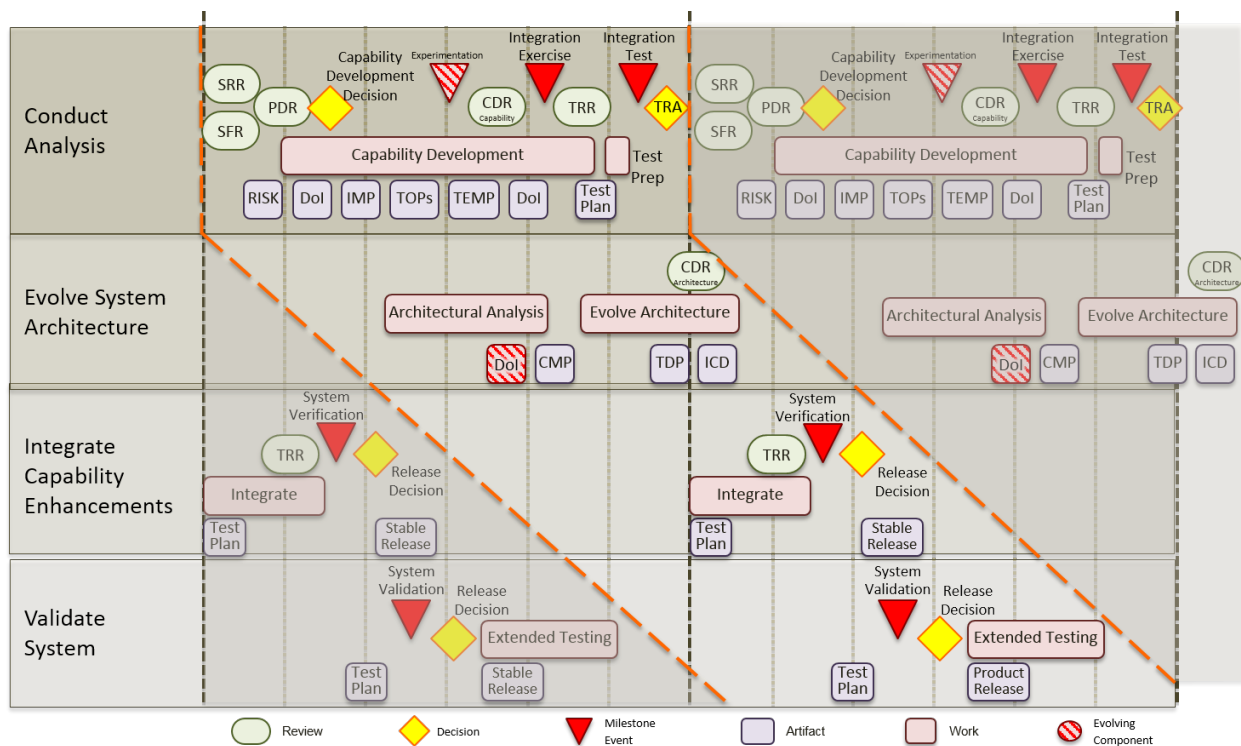 Conduct
Analysis
SRR
SFR
PDR
Capability
Development
Decision
Experimentation
CDR
Capability
Integration
Exercise
TRR
Integration
Test
TRA
Capability Development
Test
Prep
RISK
DoI
IMP
TOPs
TEMP
DoI
Test
Plan
SRR
SFR
PDR
Capability
Development
Decision
Experimentation
CDR
Capability
Integration
Exercise
TRR
Integration
Test
TRA
Capability Development
Test
Prep
RISK
DoI
IMP
TOPs
TEMP
DoI
Test
Plan
Evolve System
Architecture
CDR
Architecture
Architectural Analysis
Evolve Architecture
DoI
CMP
TDP
ICD
CDR
Architecture
Architectural Analysis
Evolve Architecture
DoI
CMP
TDP
ICD
Integrate
Capability
Enhancements
System
Verification
TRR
Release
Decision
Integrate
Test
Plan
Stable
Release
System
Verification
TRR
Release
Decision
Integrate
Test
Plan
Stable
Release
Validate
System
System
Validation
Release
Decision
Extended Testing
Test
Plan
Stable
Release
System
Validation
Release
Decision
Extended Testing
Test
Plan
Product
Release
Review
Decision
Milestone
Event
Artifact
Work
Evolving
Component